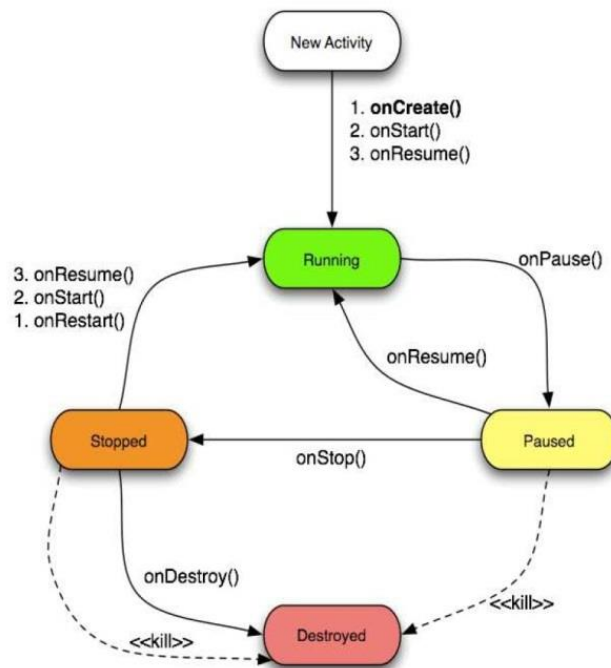 New Activity
1. onCreate()
2. onStart()
3. onResume()
Running
onPause()
3. onResume()
2. onStart()
1. onRestart()
onResume()
Stopped
Paused
onStop()
onDestroy()
<<kill>>
<<kill>>
Destroyed